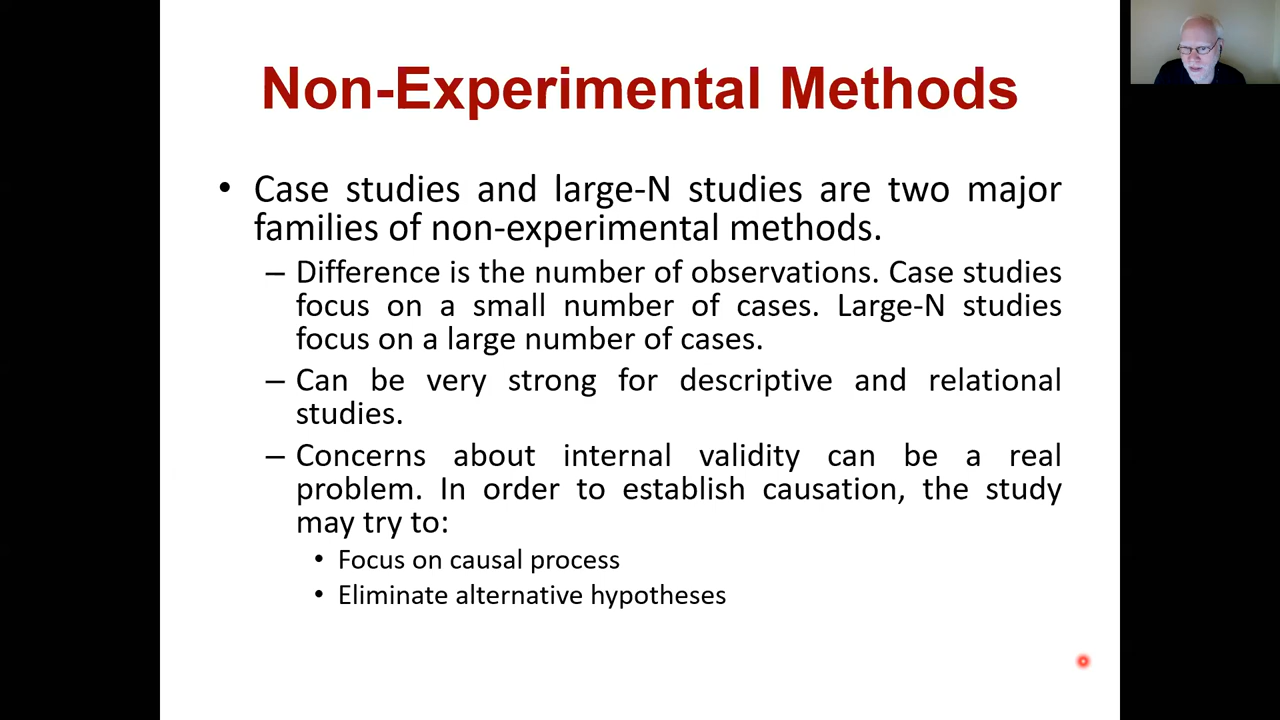 Non-Experimental Methods
• Case studies and large-N studies are two major
families of non-experimental methods.
– Difference is the number of observations. Case studies
focus on a small number of cases. Large-N studies
focus on a large number of cases.
– Can be very strong for descriptive and relational
studies.
– Concerns about internal validity can be a real
problem. In order to establish causation, the study
may try to:
• Focus on causal process
• Eliminate alternative hypotheses